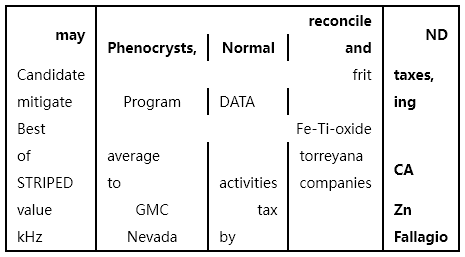 may Phenocrysts, Normal reconcile and ND
Candidate frit taxes,
mitigate Program DATA ing
Best Fe-Ti-oxide
of average torreyana CA
STRIPED to activities companies
value GMC tax Zn
kHz Nevada by Fallagio